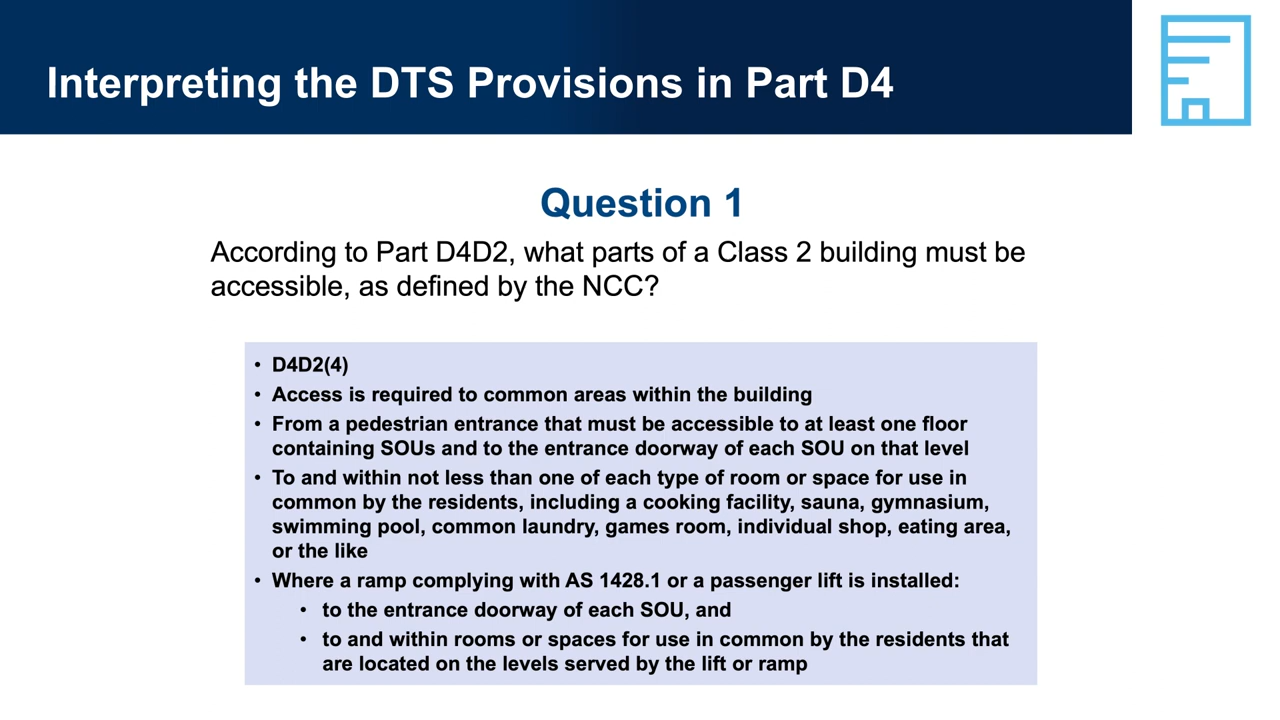 Interpreting the DTS Provisions in Part D4
Question 1
According to Part D4D2, what parts of a Class 2 building must be
accessible, as defined by the NCC?
• D4D2(4)
• Access is required to common areas within the building
• From a pedestrian entrance that must be accessible to at least one floor
containing SOUs and to the entrance doorway of each SOU on that level
• To and within not less than one of each type of room or space for use in
common by the residents, including a cooking facility, sauna, gymnasium,
swimming pool, common laundry, games room, individual shop, eating area,
or the like
• Where a ramp complying with AS 1428.1 or a passenger lift is installed:
• to the entrance doorway of each SOU, and
• to and within rooms or spaces for use in common by the residents that
are located on the levels served by the lift or ramp